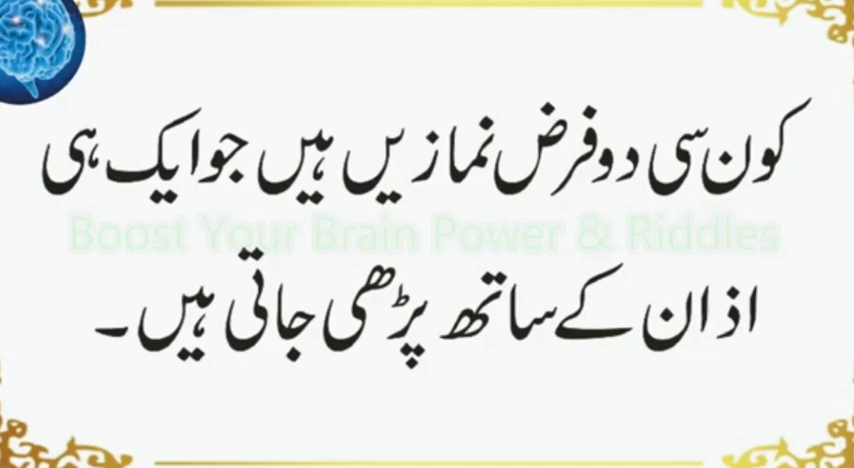 کون سی دو فرض نمازیں ہیں جو ایک ہی
Boost Your Brain Power & Riddles
اذان کے ساتھ پڑھی جاتی ہیں۔